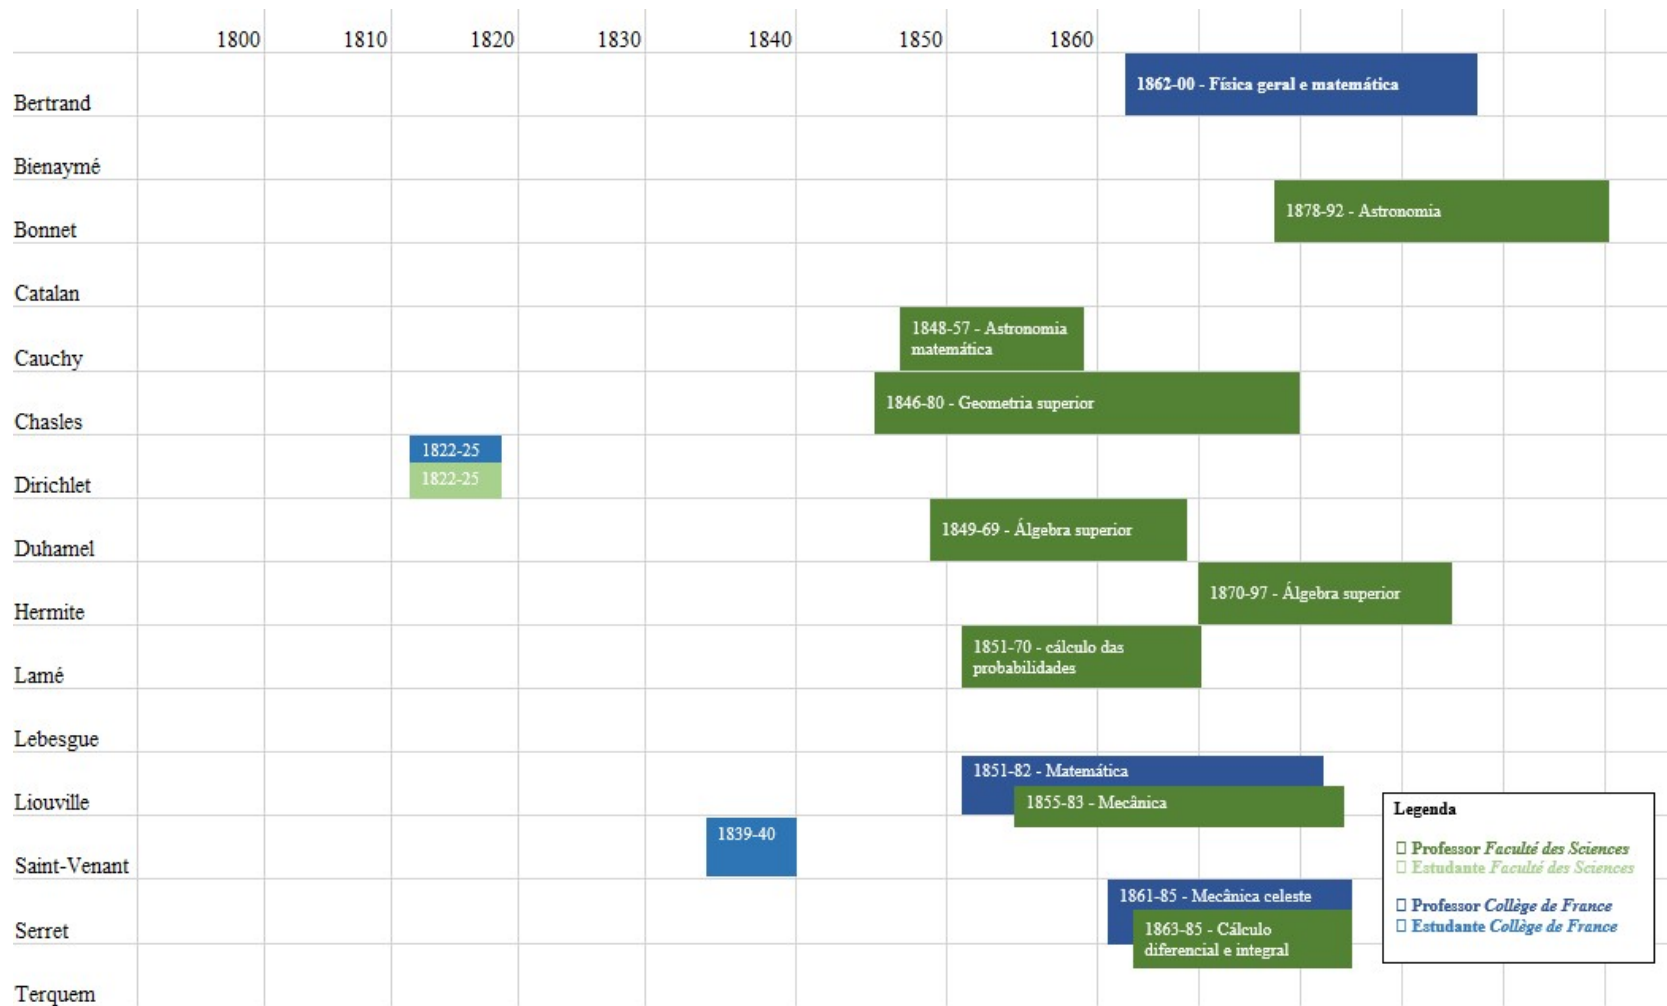 1800 1810 1820 1830 1840 1850 1860
1862-00 - Física geral e matemática
Bertrand
Bienaymé
1878-92 - Astronomia
Bonnet
Catalan
1848-57 - Astronomia
matemática
Cauchy
1846-80 - Geometria superior
Chasles
1822-25
1822-25
Dirichlet
1849-69 - Álgebra superior
Duhamel
1870-97 - Álgebra superior
Hermite
1851-70 - cálculo das
probabilidades
Lamé
Lebesgue
1851-82 - Matemática
1855-83 - Mecânica
Liouville
1839-40
Saint-Venant
1861-85 - Mecânica celeste
1863-85 - Cálculo
diferencial e integral
Serret
Terquem
Legenda
Professor Faculté des Sciences
Estudante Faculté des Sciences
Professor Collège de France
Estudante Collège de France